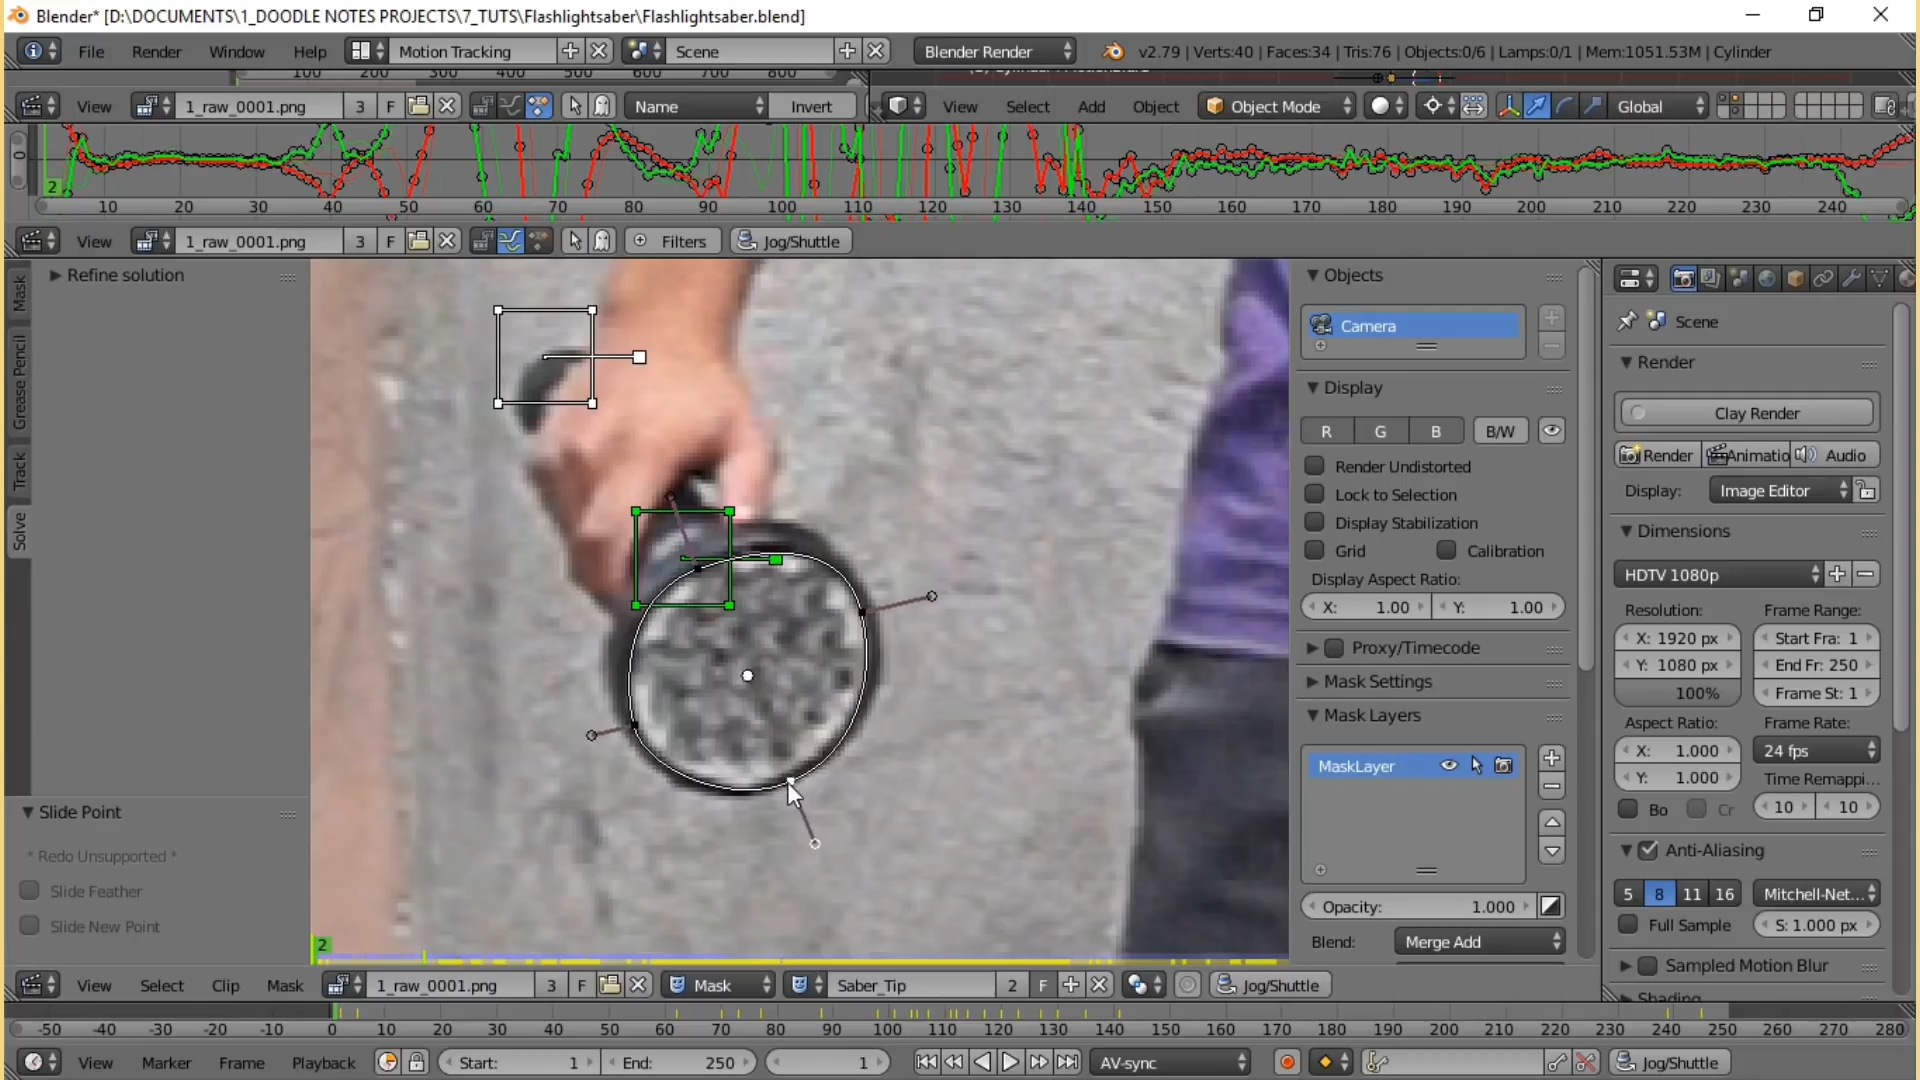 Blender* [D:\DOCUMENTS\1_DOODLE NOTES PROJECTS\7_TUTS\Flashlightsaber\Flashlightsaber.blend]
File Render Window Help Motion Tracking Scene Blender Render v2.79 | Verts:40 | Faces:34 | Tris:76 | Objects:0/6 | Lamps:0/1 | Mem:1051.53M | Cylinder
100 200 300 400 500 600 700 800
View 1_raw_0001.png 3 F Name Invert View Select Add Object Object Mode Global
0
2
10 20 30 40 50 60 70 80 90 100 110 120 130 140 150 160 170 180 190 200 210 220 230 240
View 1_raw_0001.png 3 F Filters Jog/Shuttle
Mask
Grease Pencil
Track
Solve
Refine solution
Slide Point
* Redo Unsupported *
Slide Feather
Slide New Point
2
Objects
Camera
Display
R G B B/W
Render Undistorted
Lock to Selection
Display Stabilization
Grid Calibration
Display Aspect Ratio:
X: 1.00 Y: 1.00
Proxy/Timecode
Mask Settings
Mask Layers
MaskLayer
Opacity: 1.000
Blend: Merge Add
Scene
Render
Clay Render
Render Animatio Audio
Display: Image Editor
Dimensions
HDTV 1080p
Resolution: Frame Range:
X: 1920 px Start Fra: 1
Y: 1080 px End Fr: 250
100% Frame St: 1
Aspect Ratio: Frame Rate:
X: 1.000 24 fps
Y: 1.000 Time Remappi...
Bo Cr 10 10
Anti-Aliasing
5 8 11 16 Mitchell-Net...
Full Sample S: 1.000 px
Sampled Motion Blur
Shading
View Select Clip Mask 1_raw_0001.png 3 F Mask Saber_Tip 2 F Jog/Shuttle
-50 -40 -30 -20 -10 0 10 20 30 40 50 60 70 80 90 100 110 120 130 140 150 160 170 180 190 200 210 220 230 240 250 260 270 280
View Marker Frame Playback Start: 1 End: 250 1 AV-sync Jog/Shuttle